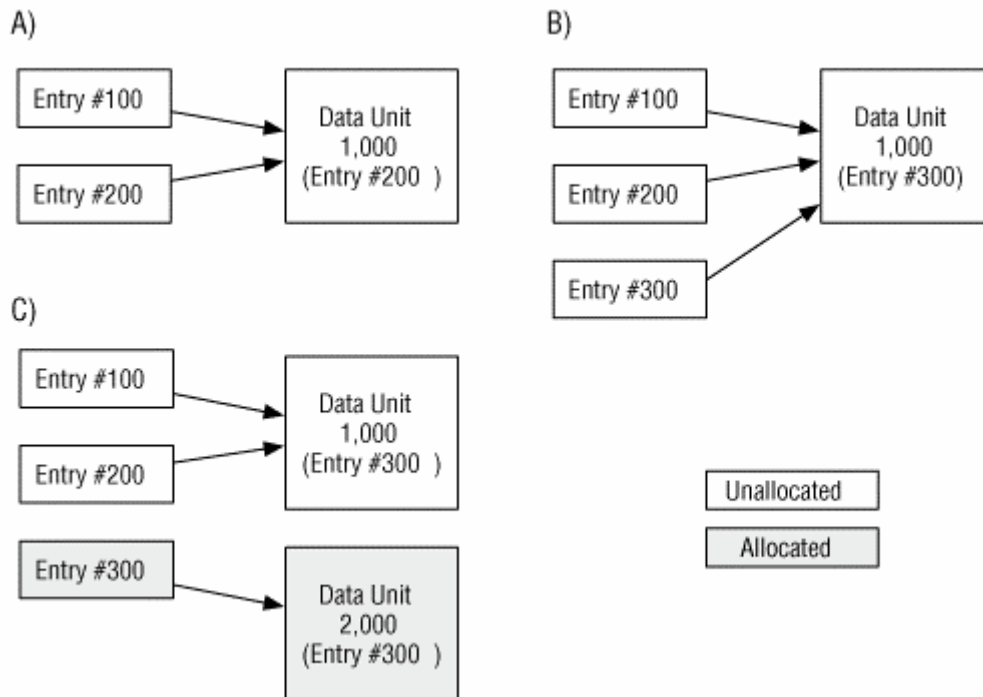 A)
Entry #100
Entry #200
Data Unit
1,000
(Entry #200 )
B)
Entry #100
Entry #200
Entry #300
Data Unit
1,000
(Entry #300)
C)
Entry #100
Entry #200
Entry #300
Data Unit
1,000
(Entry #300 )
Data Unit
2,000
(Entry #300 )
Unallocated
Allocated